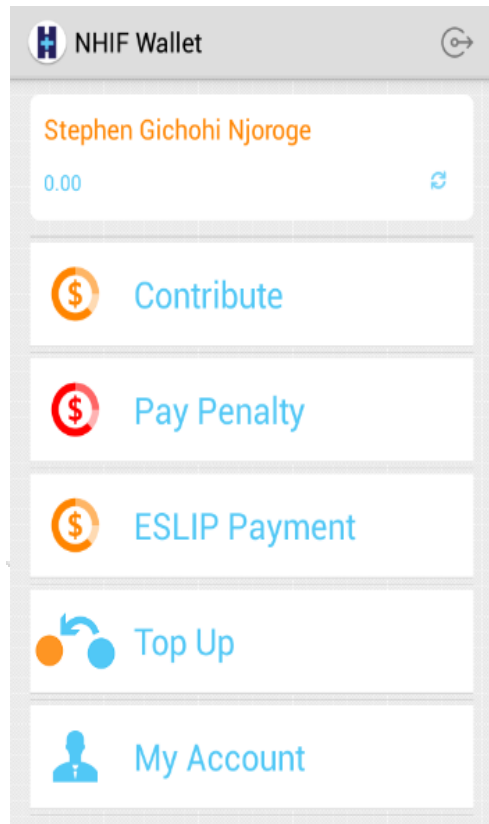 NHIF Wallet
Stephen Gichohi Njoroge
0.00
$ Contribute
$ Pay Penalty
$ ESLIP Payment
Top Up
My Account